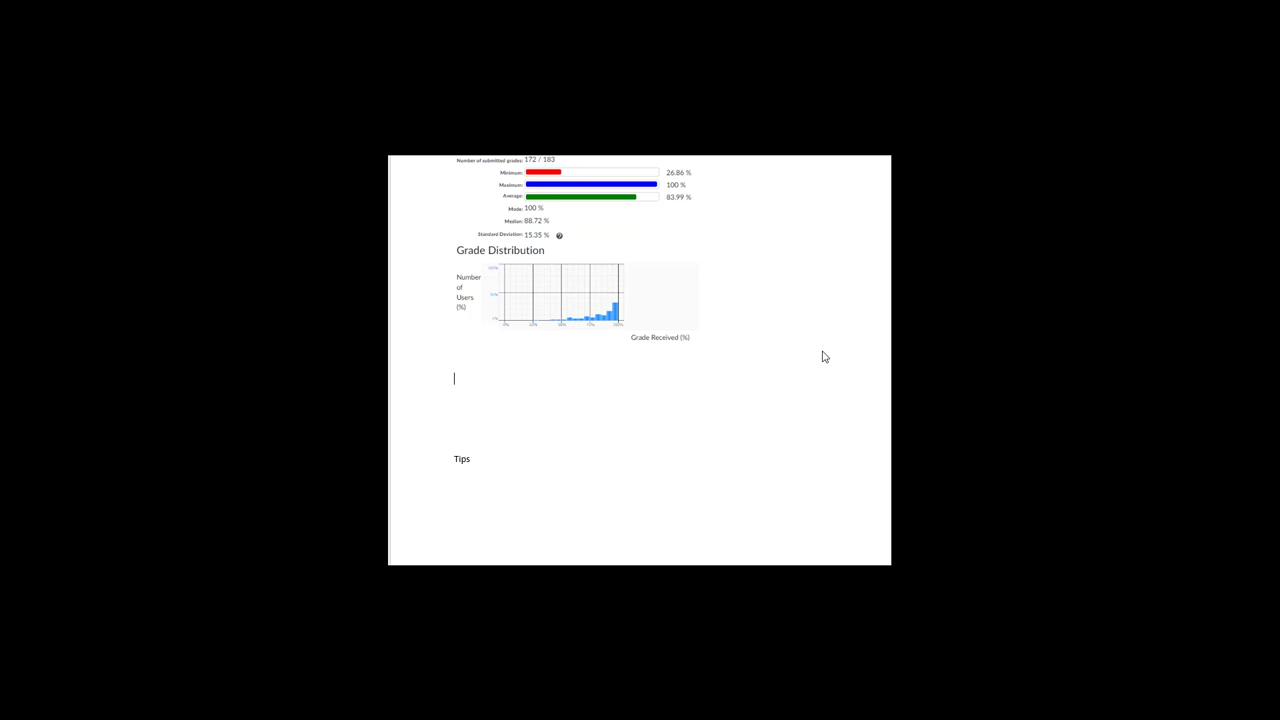 Number of submitted grades: 172 / 183
Minimum: 26.86 %
Maximum: 100 %
Average: 83.99 %
Mode: 100 %
Median: 88.72 %
Standard Deviation: 15.35 %
Grade Distribution
Number
of
Users
(%)
Grade Received (%)
Tips